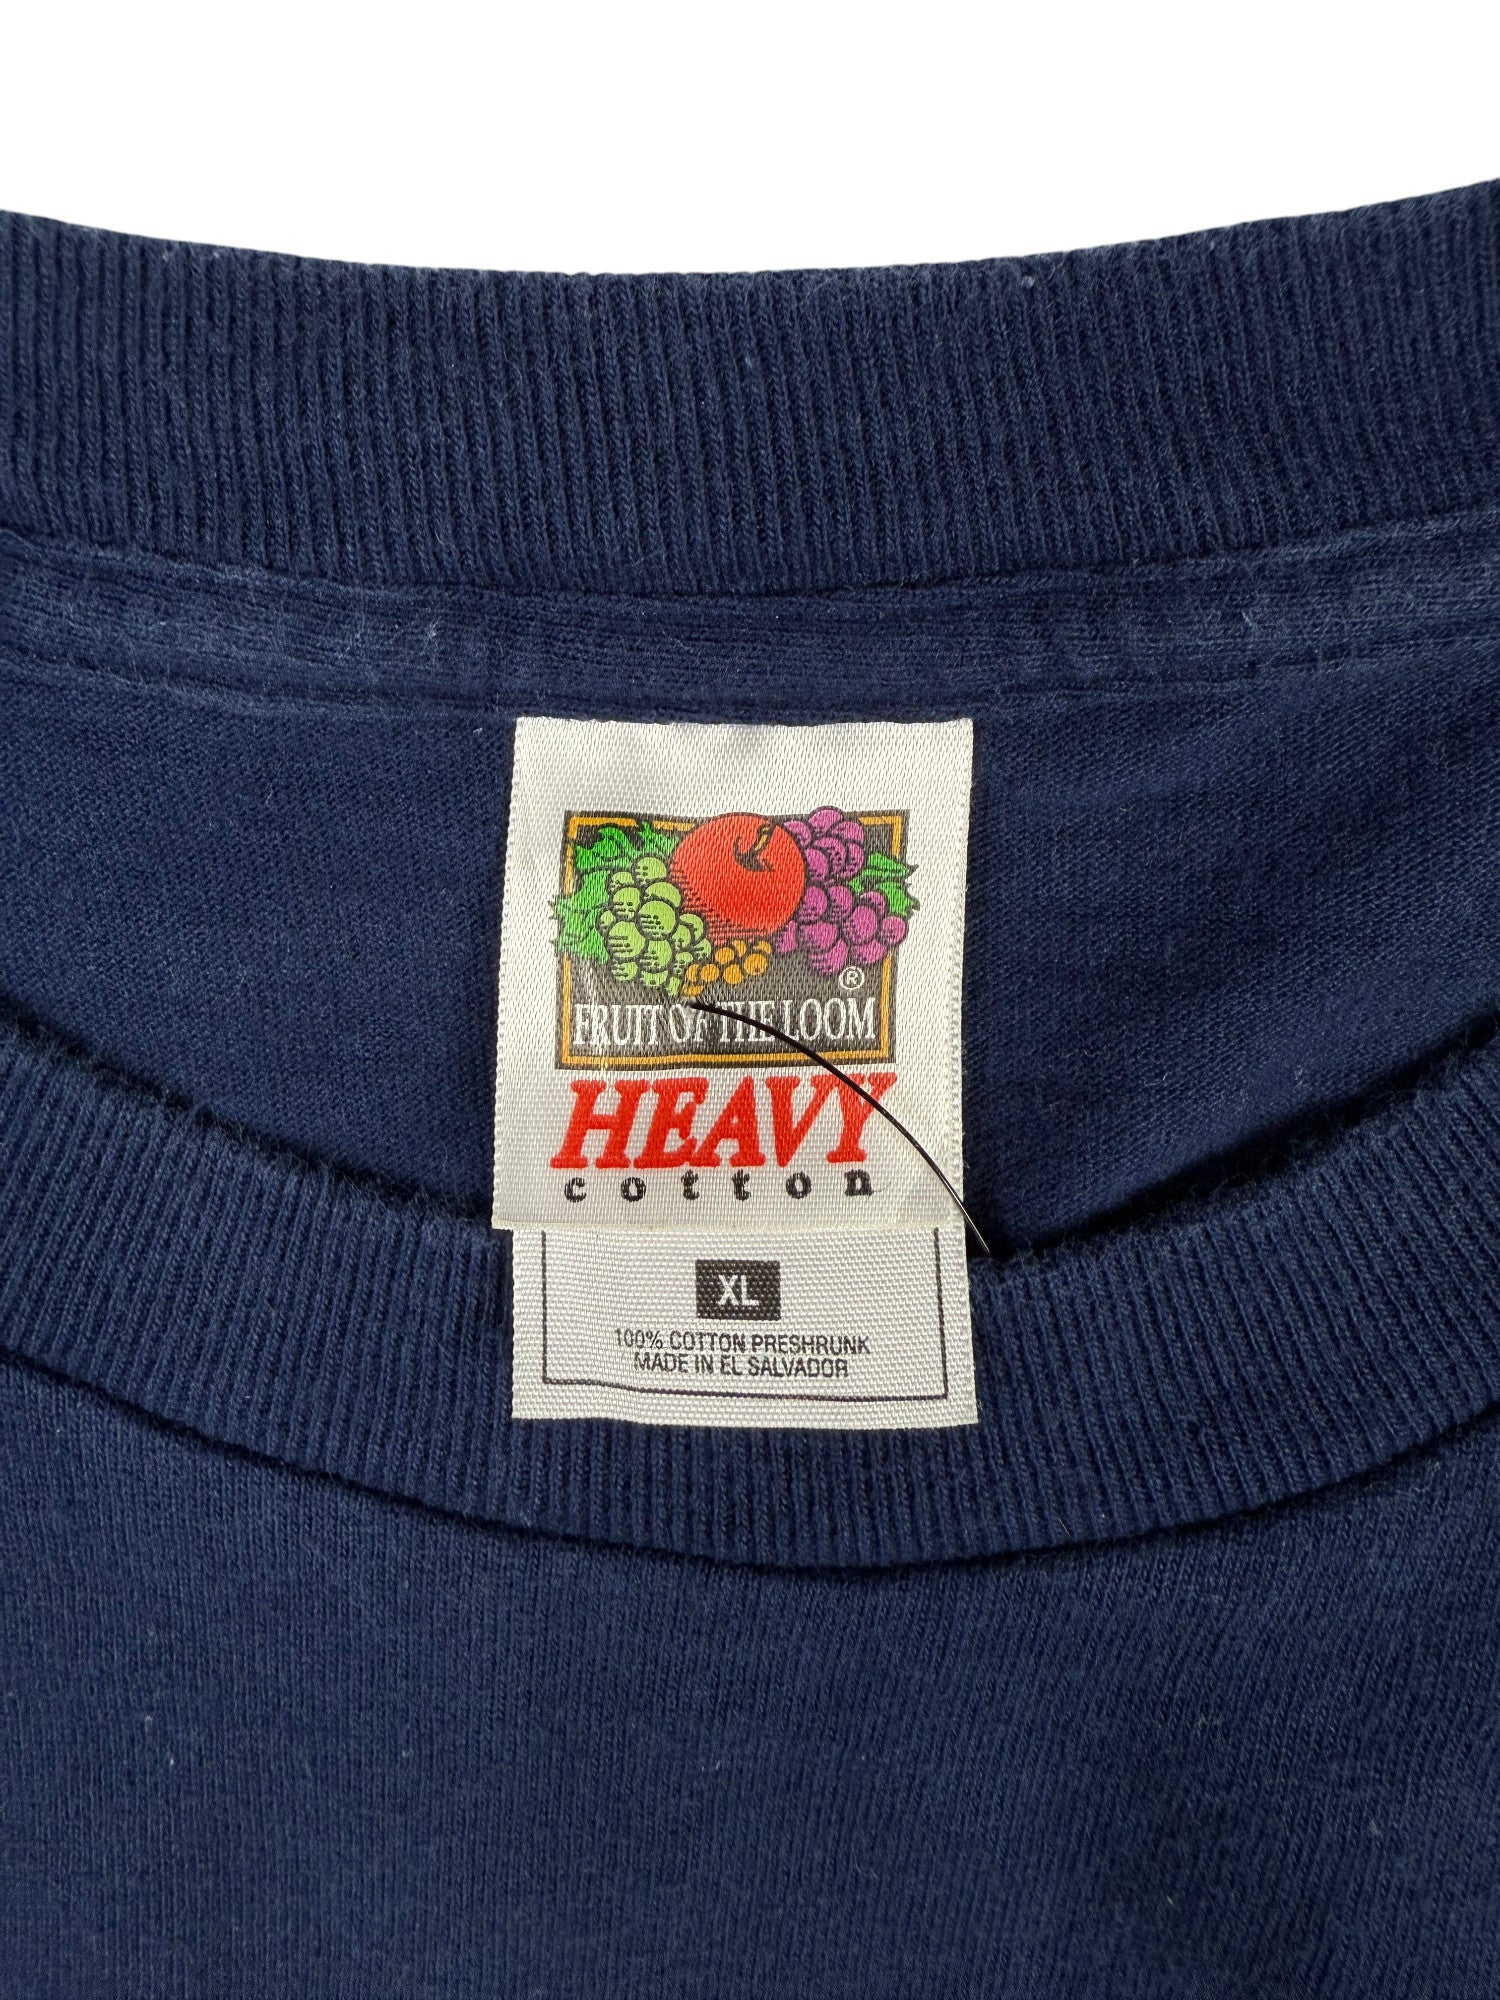 ®
FRUIT OF THE LOOM
HEAVY
cotton
XL
100% COTTON PRESHRUNK
MADE IN EL SALVADOR